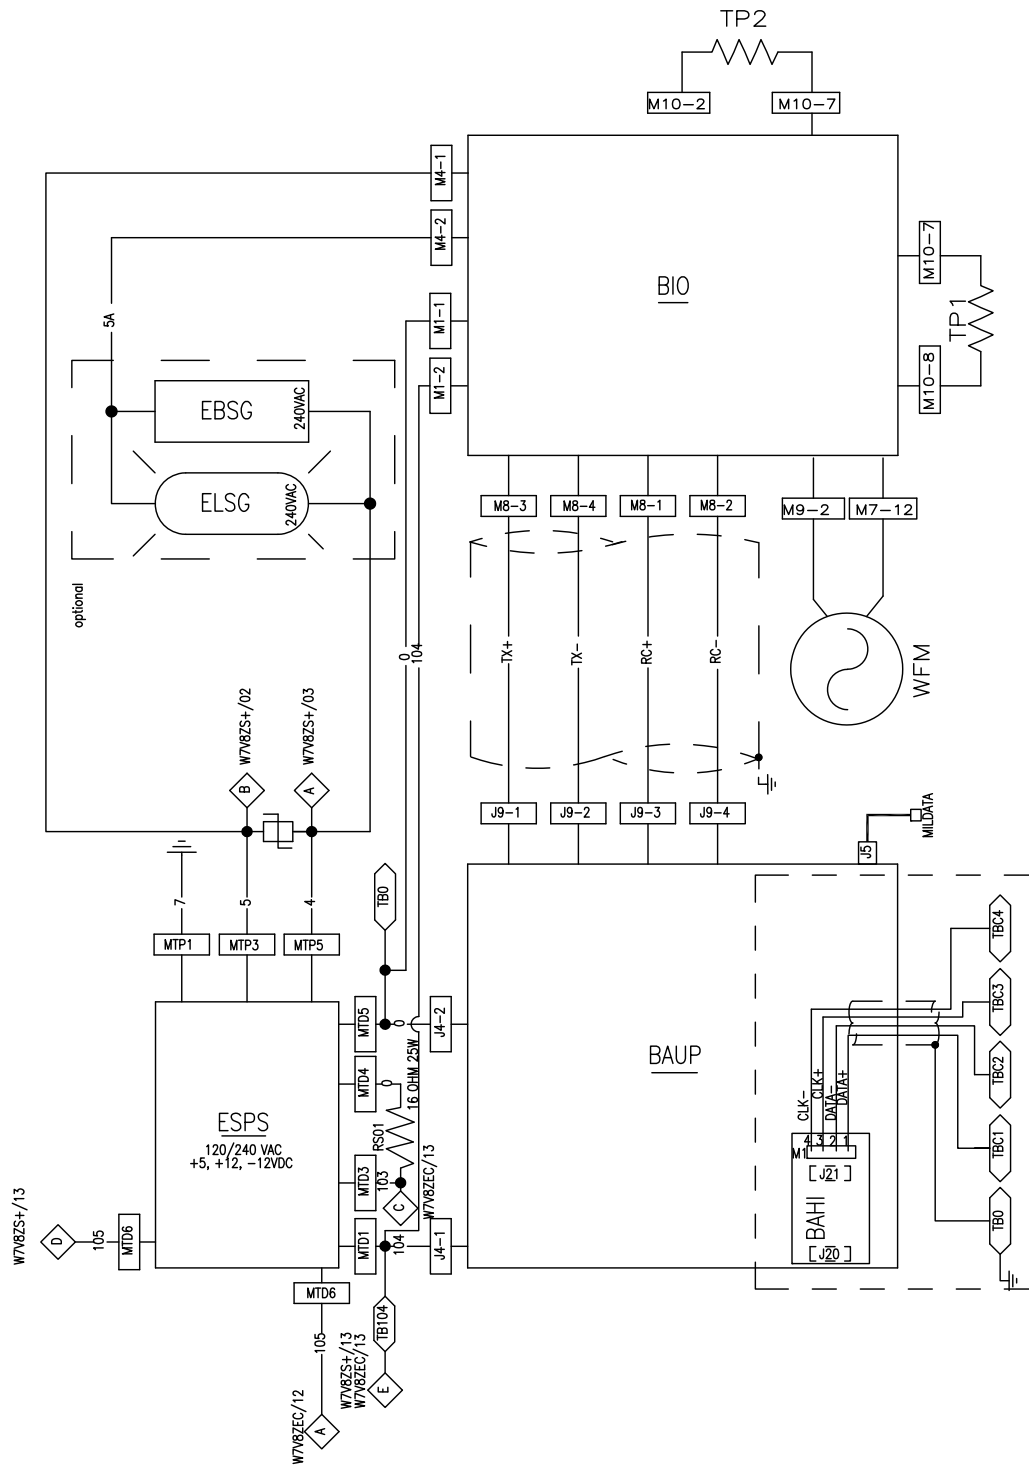 TP2
M10-2
M10-7
M4-1
M4-2
M1-1
M1-2
BIO
M10-7
TP1
M10-8
5A
EBSG
240VAC
ELSG
240VAC
optional
M8-3
M8-4
M8-1
M8-2
M9-2
M7-12
TX+
TX-
RC+
RC-
WFM
0
104
W7V8ZS+/02
W7V8ZS+/03
B
A
J9-1
J9-2
J9-3
J9-4
J5
MILDATA
7
5
4
TB0
MTP1
MTP3
MTP5
MTD5
0
J4-2
MTD4
0
16 OHM 25W
RS01
MTD3
103
C
W7V8ZEC/13
MTD1
104
J4-1
ESPS
120/240 VAC
+5, +12, -12VDC
BAUP
W7V8ZS+/13
D
105
MTD6
MTD6
105
TB104
W7V8ZS+/13
W7V8ZEC/13
E
W7V8ZEC/12
A
CLK-
CLK+
DATA-
DATA+
M1
4
3
2
1
J21
BAHI
J20
TBC4
TBC3
TBC2
TBC1
TB0